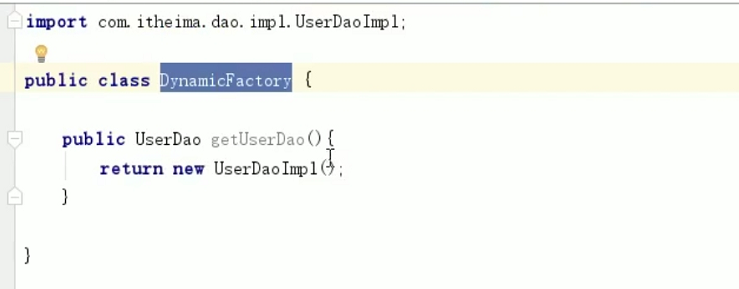 import com.itheima.dao.impl.UserDaoImpl;
public class DynamicFactory {
public UserDao getUserDao(){
return new UserDaoImpl();
}
}